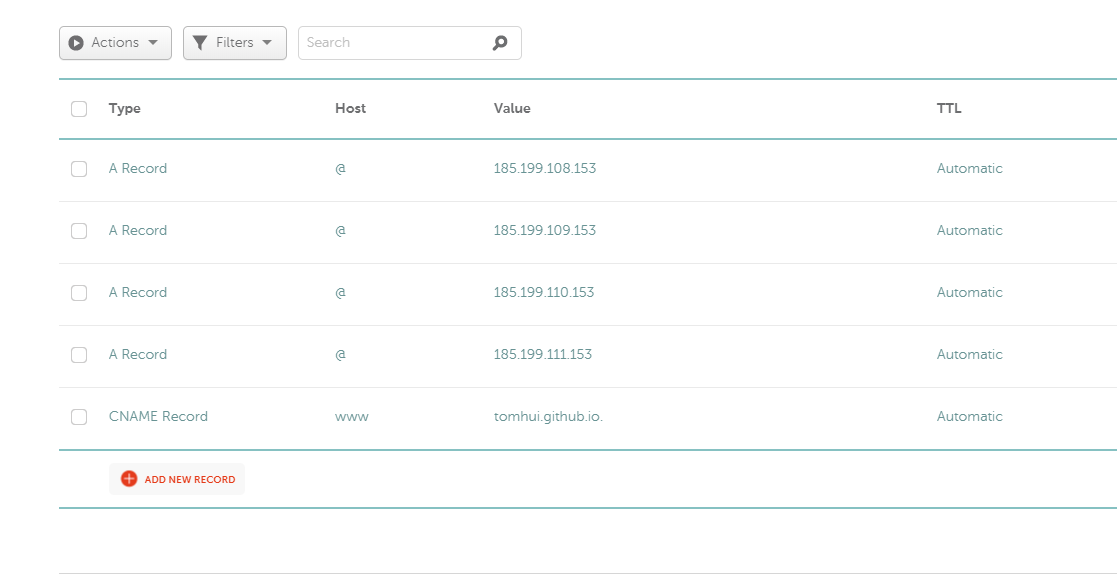 Actions Filters Search
Type Host Value TTL
A Record @ 185.199.108.153 Automatic
A Record @ 185.199.109.153 Automatic
A Record @ 185.199.110.153 Automatic
A Record @ 185.199.111.153 Automatic
CNAME Record www tomhui.github.io. Automatic
ADD NEW RECORD